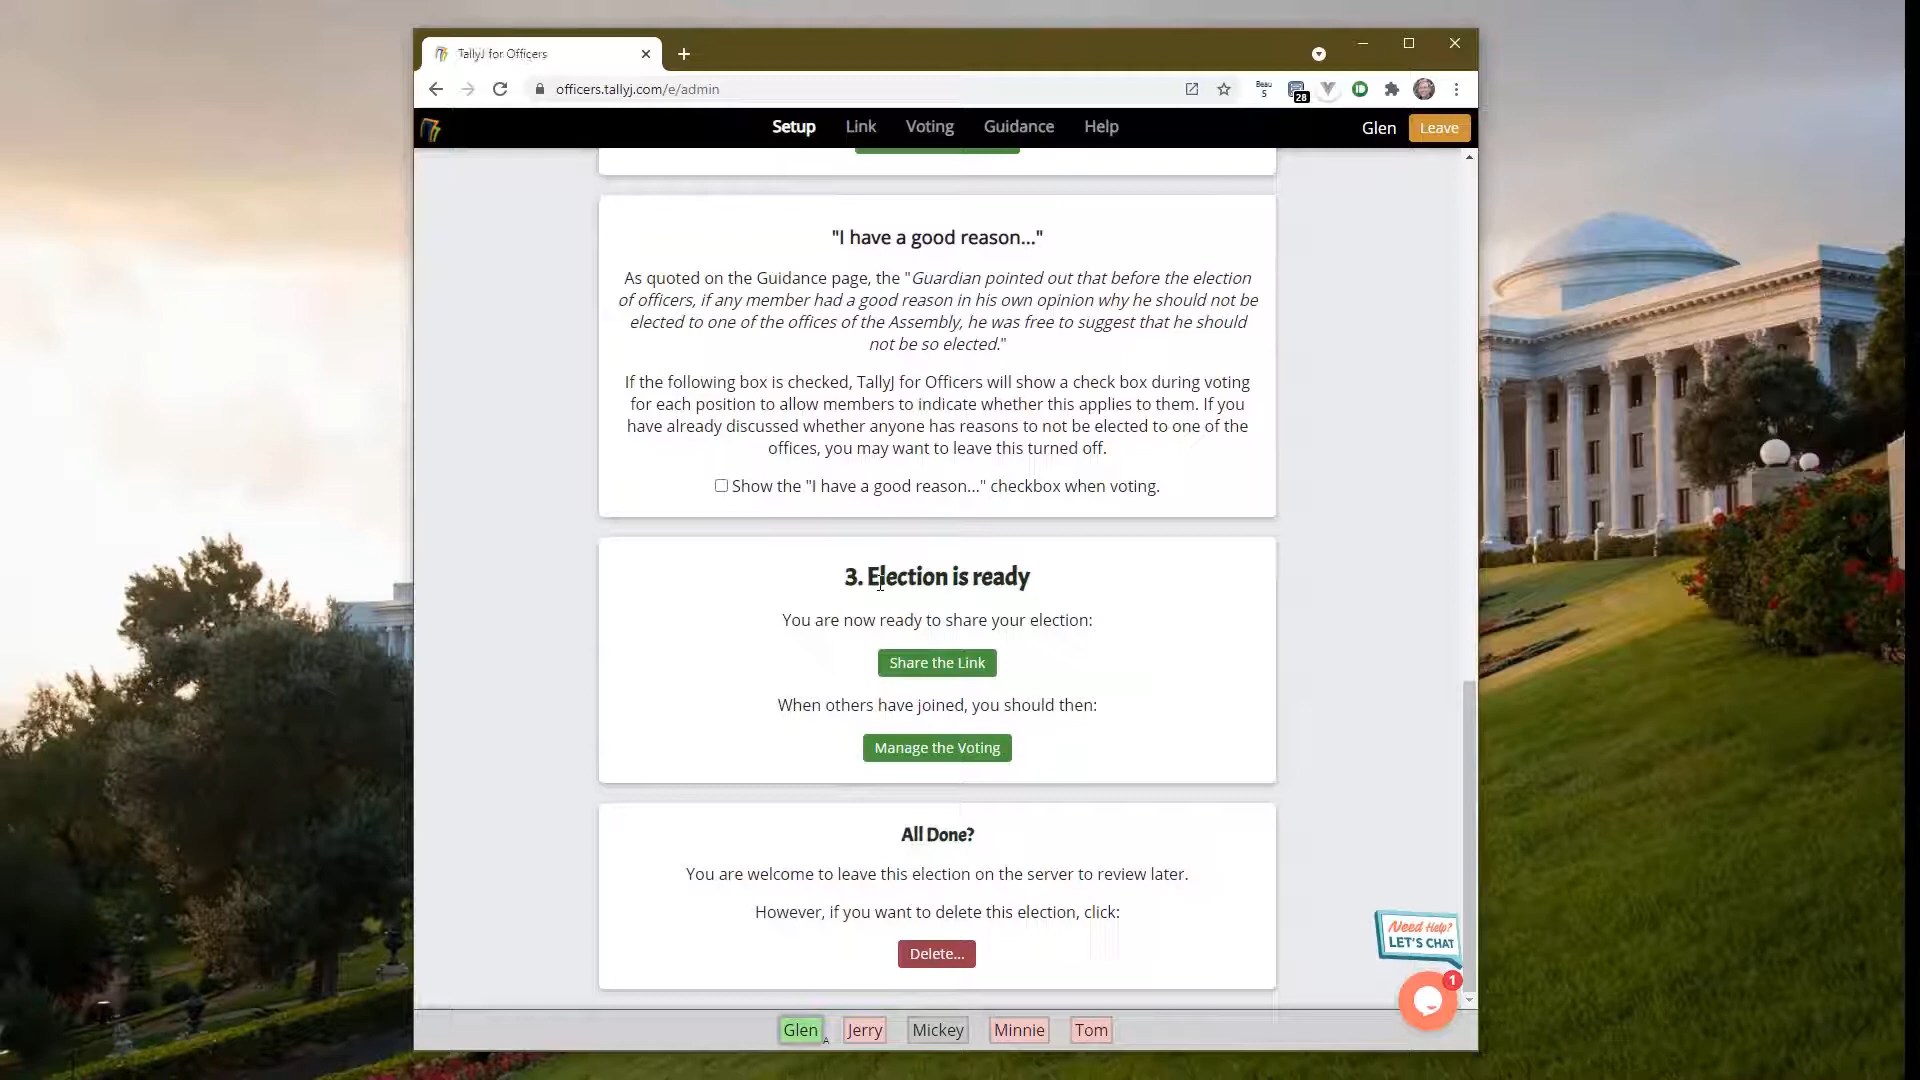 TallyJ for Officers
officers.tallyj.com/e/admin
Beau
5
28
Setup Link Voting Guidance Help
Glen Leave
"I have a good reason..."
As quoted on the Guidance page, the "Guardian pointed out that before the election
of officers, if any member had a good reason in his own opinion why he should not be
elected to one of the offices of the Assembly, he was free to suggest that he should
not be so elected."
If the following box is checked, TallyJ for Officers will show a check box during voting
for each position to allow members to indicate whether this applies to them. If you
have already discussed whether anyone has reasons to not be elected to one of the
offices, you may want to leave this turned off.
Show the "I have a good reason..." checkbox when voting.
3. Election is ready
You are now ready to share your election:
Share the Link
When others have joined, you should then:
Manage the Voting
All Done?
You are welcome to leave this election on the server to review later.
However, if you want to delete this election, click:
Delete...
Need Help?
LET'S CHAT
1
Glen A Jerry Mickey Minnie Tom